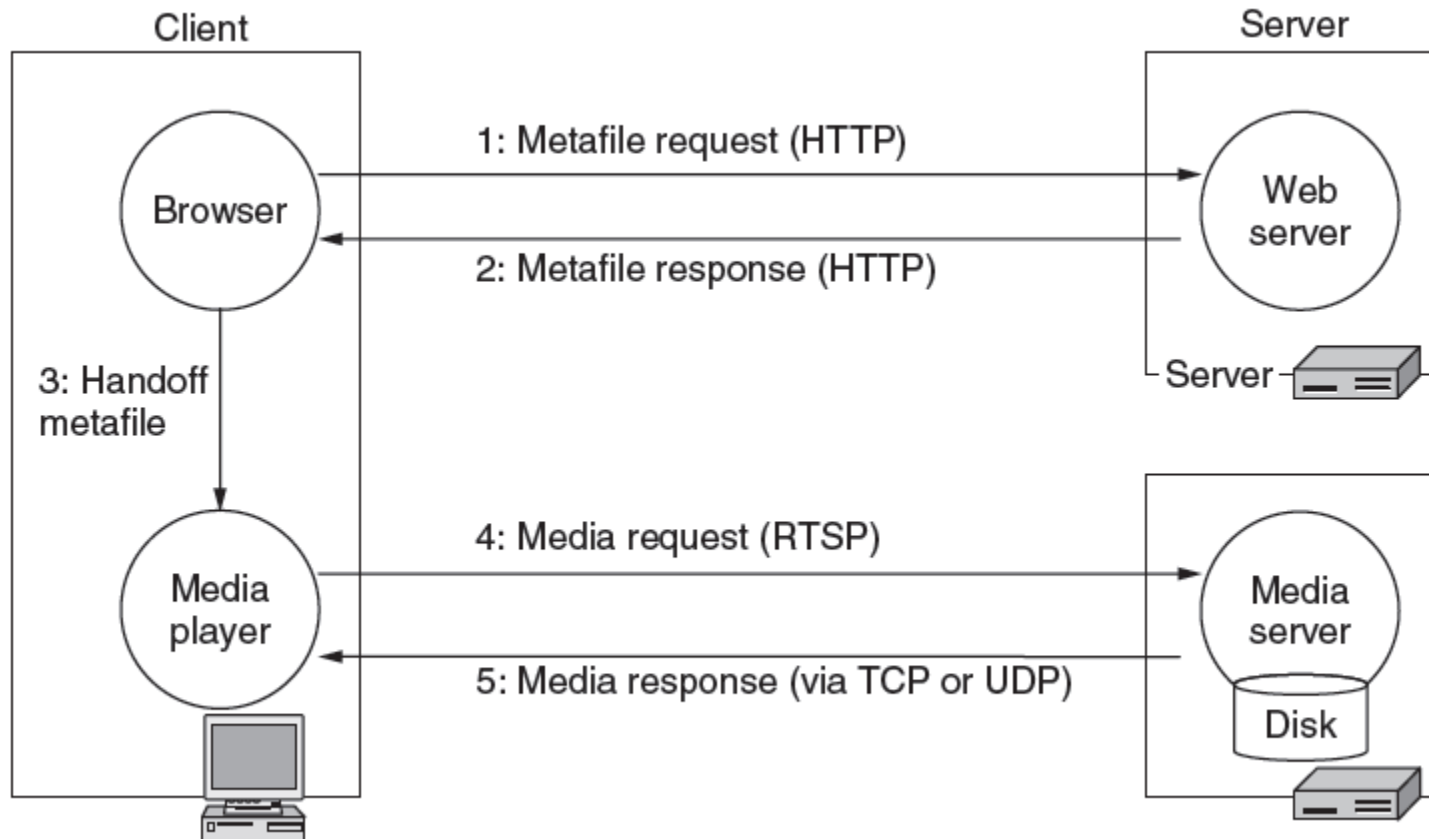 Client
Server
1: Metafile request (HTTP)
Browser
Web
server
2: Metafile response (HTTP)
3: Handoff
metafile
Server
4: Media request (RTSP)
Media
player
Media
server
5: Media response (via TCP or UDP)
Disk